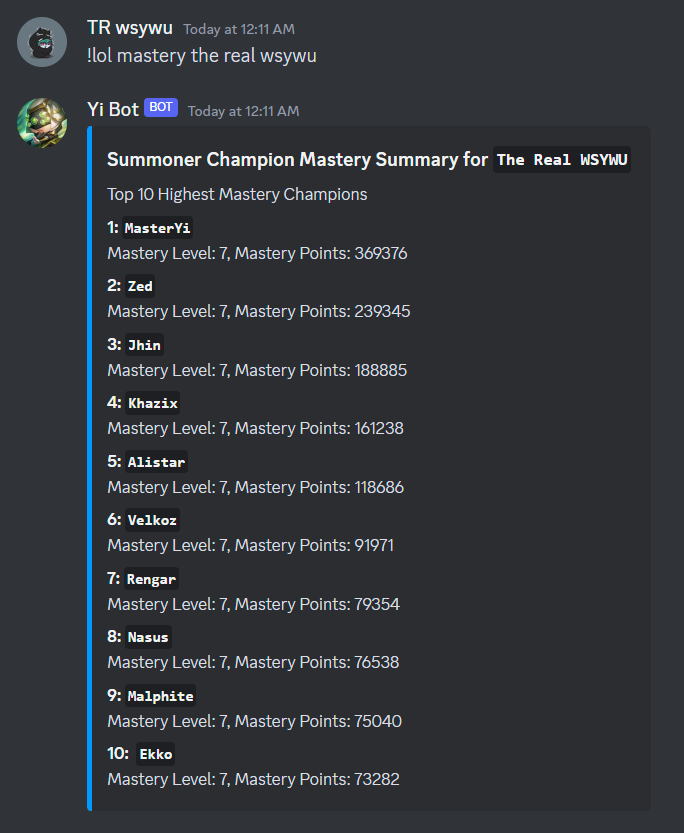 TR wsywu Today at 12:11 AM
!lol mastery the real wsywu
Yi Bot BOT Today at 12:11 AM
Summoner Champion Mastery Summary for The Real WSYWU
Top 10 Highest Mastery Champions
1: MasterYi
Mastery Level: 7, Mastery Points: 369376
2: Zed
Mastery Level: 7, Mastery Points: 239345
3: Jhin
Mastery Level: 7, Mastery Points: 188885
4: Khazix
Mastery Level: 7, Mastery Points: 161238
5: Alistar
Mastery Level: 7, Mastery Points: 118686
6: Velkoz
Mastery Level: 7, Mastery Points: 91971
7: Rengar
Mastery Level: 7, Mastery Points: 79354
8: Nasus
Mastery Level: 7, Mastery Points: 76538
9: Malphite
Mastery Level: 7, Mastery Points: 75040
10: Ekko
Mastery Level: 7, Mastery Points: 73282